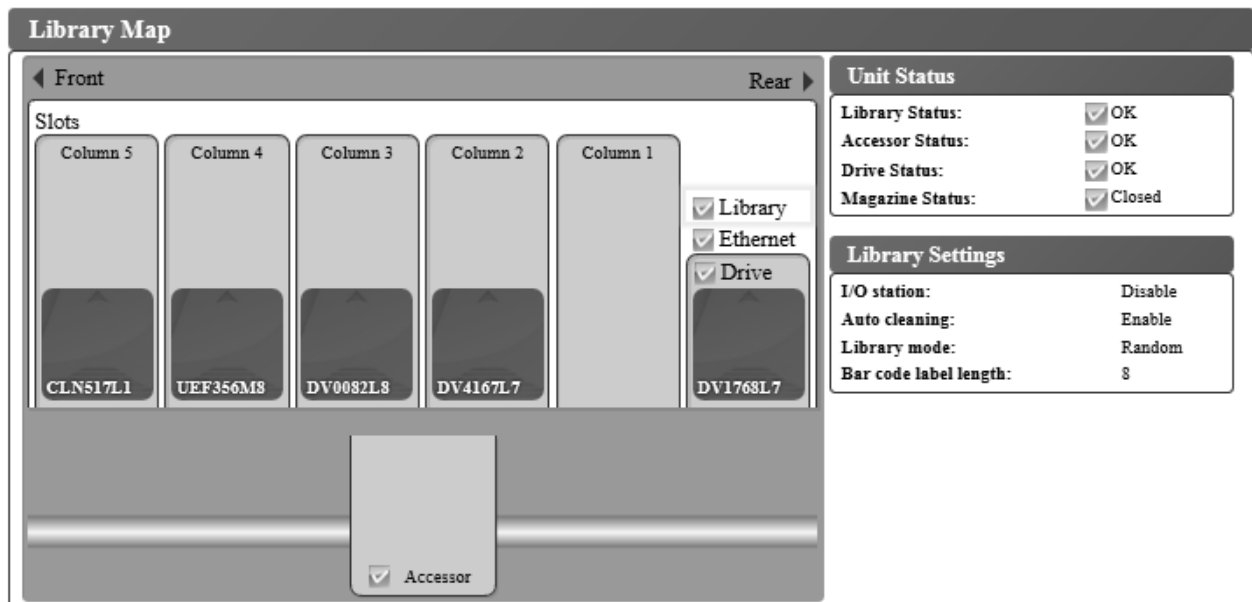 Library Map
Front
Rear
Slots
Column 5
Column 4
Column 3
Column 2
Column 1
Library
Ethernet
Drive
CLN517L1
UEF356M8
DV0082L8
DV4167L7
DV1768L7
Accessor
Unit Status
Library Status: OK
Accessor Status: OK
Drive Status: OK
Magazine Status: Closed
Library Settings
I/O station: Disable
Auto cleaning: Enable
Library mode: Random
Bar code label length: 8